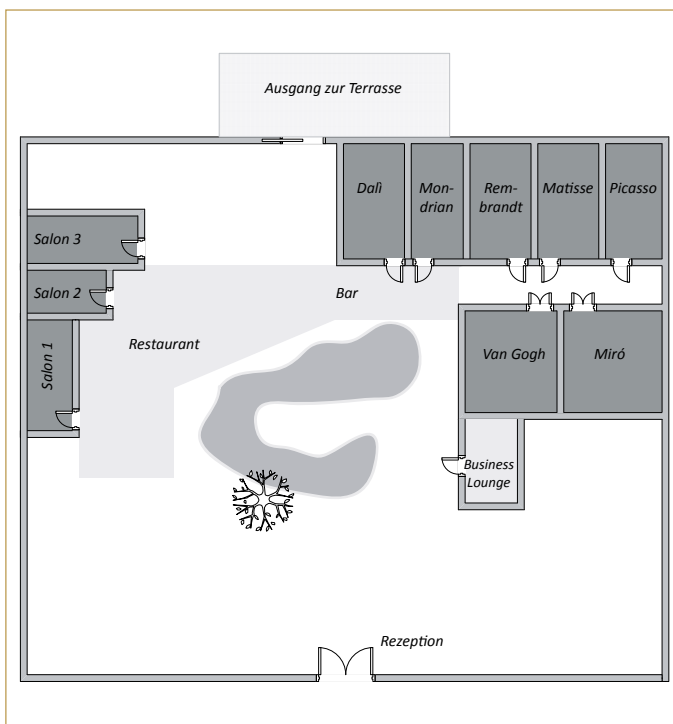 Ausgang zur Terrasse
Dalì
Mon-
drian
Rem-
brandt
Matisse
Picasso
Salon 3
Salon 2
Bar
Restaurant
Salon 1
Van Gogh
Miró
Business
Lounge
Rezeption